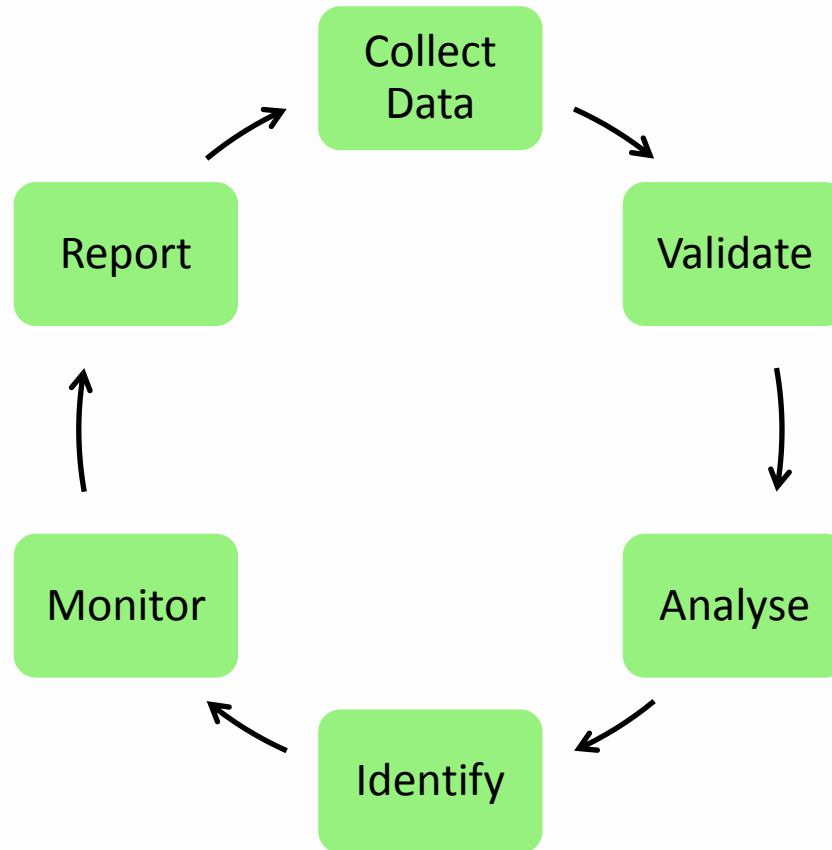 Collect
Data
Validate
Analyse
Identify
Monitor
Report